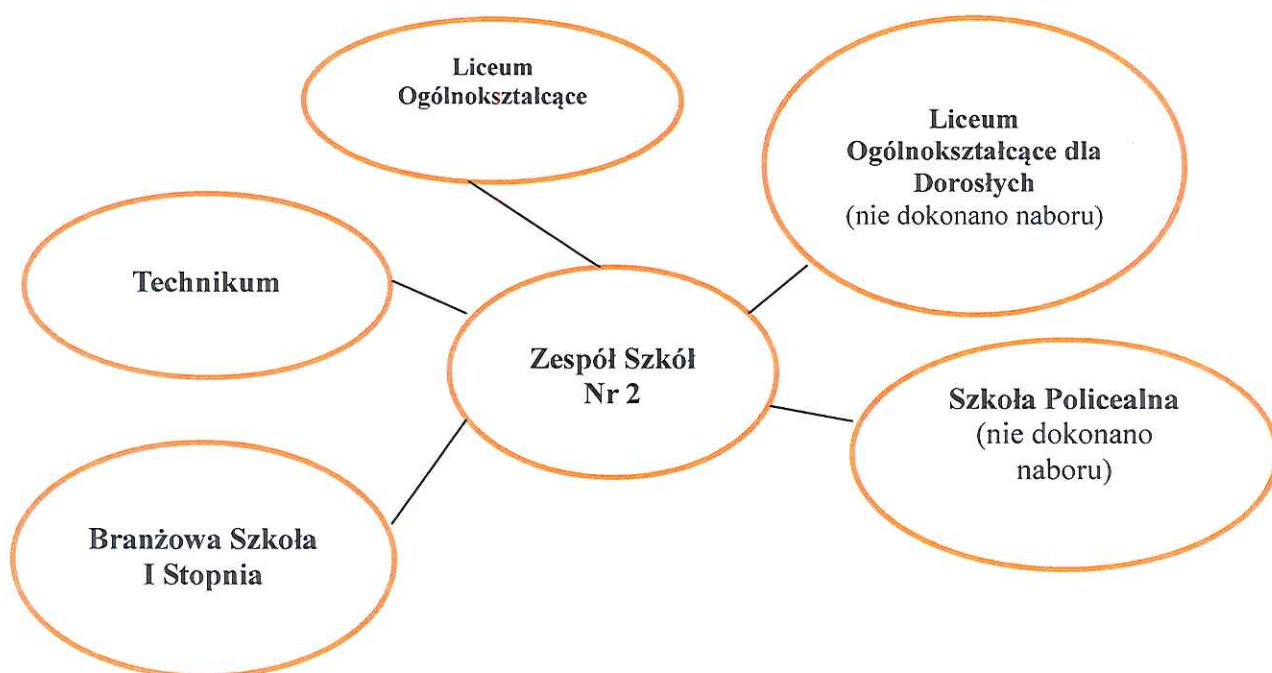 Liceum
Ogólnokształcące
Liceum
Ogólnokształcące dla
Dorosłych
(nie dokonano naboru)
Technikum
Zespół Szkół
Nr 2
Szkoła Policealna
(nie dokonano
naboru)
Branżowa Szkoła
I Stopnia